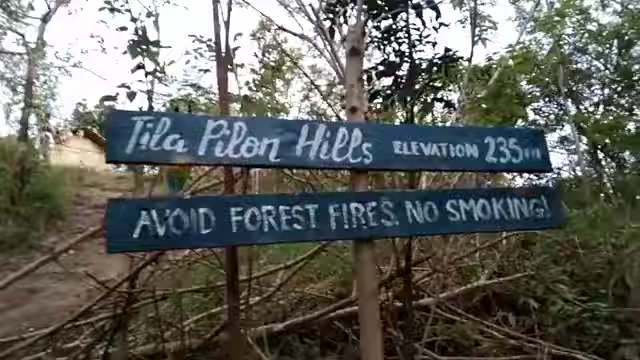 Tila Pilon Hills ELEVATION 235m
AVOID FOREST FIRES. NO SMOKING!